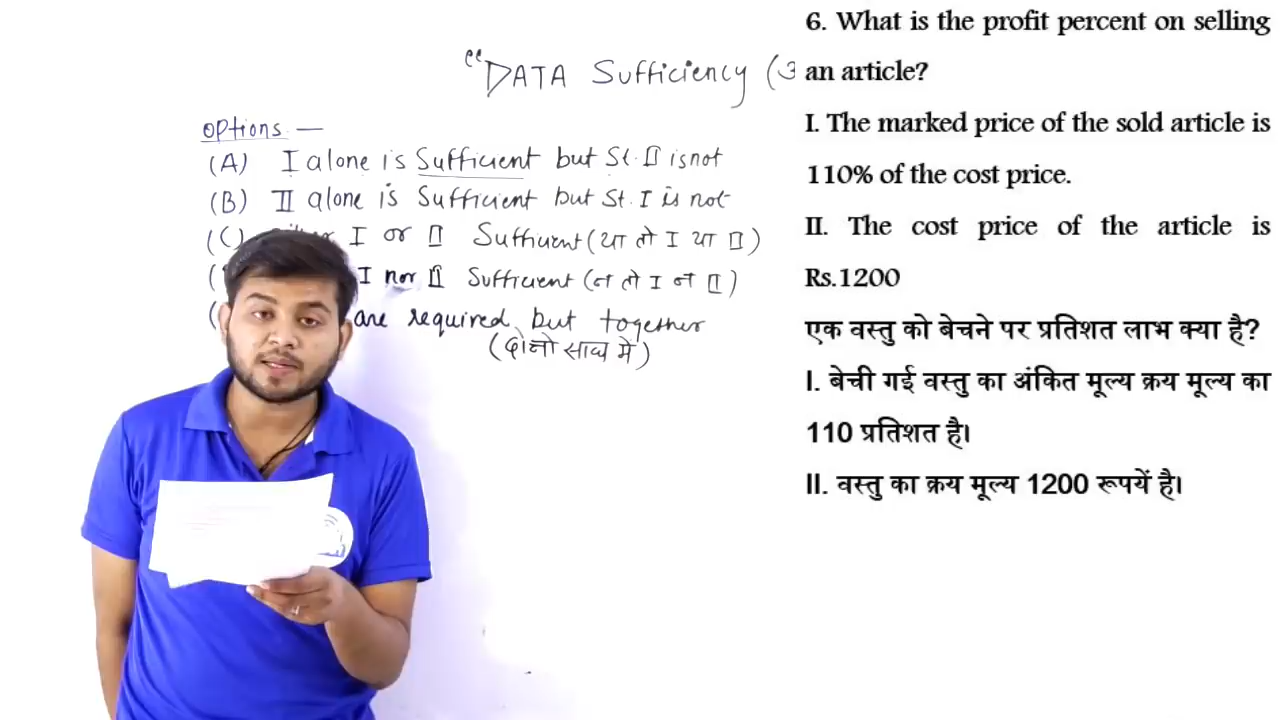 “DATA Sufficiency (
options —
(A) I alone is Sufficient but St. II is not
(B) II alone is Sufficient but St. I is not
(C) I or II Sufficient (या तो I या II)
I nor II Sufficient (न तो I न II)
are required but together
(दोनो साथ मे)
6. What is the profit percent on selling
an article?
I. The marked price of the sold article is
110% of the cost price.
II. The cost price of the article is
Rs.1200
एक वस्तु को बेचने पर प्रतिशत लाभ क्या है?
I. बेची गई वस्तु का अंकित मूल्य क्रय मूल्य का
110 प्रतिशत है।
II. वस्तु का क्रय मूल्य 1200 रूपयें है।